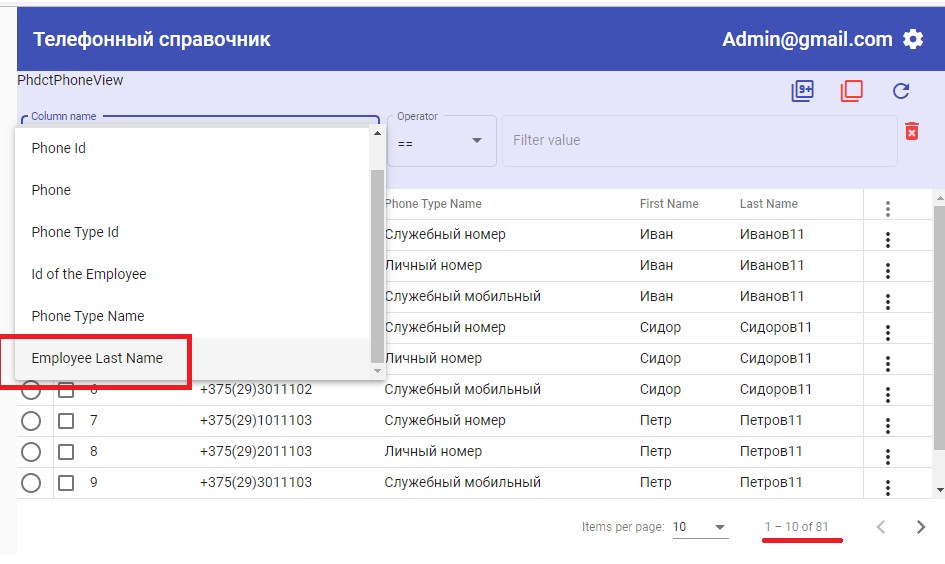 Телефонный справочник
Admin@gmail.com
PhdctPhoneView
9+
Column name
Operator
==
Filter value
Phone Id
Phone
Phone Type Id
Id of the Employee
Phone Type Name
Employee Last Name
Phone Type Name First Name Last Name
Служебный номер Иван Иванов11
Личный номер Иван Иванов11
Служебный мобильный Иван Иванов11
Служебный номер Сидор Сидоров11
Личный номер Сидор Сидоров11
6 +375(29)3011102 Служебный мобильный Сидор Сидоров11
7 +375(29)1011103 Служебный номер Петр Петров11
8 +375(29)2011103 Личный номер Петр Петров11
9 +375(29)3011103 Служебный мобильный Петр Петров11
Items per page: 10 1 – 10 of 81